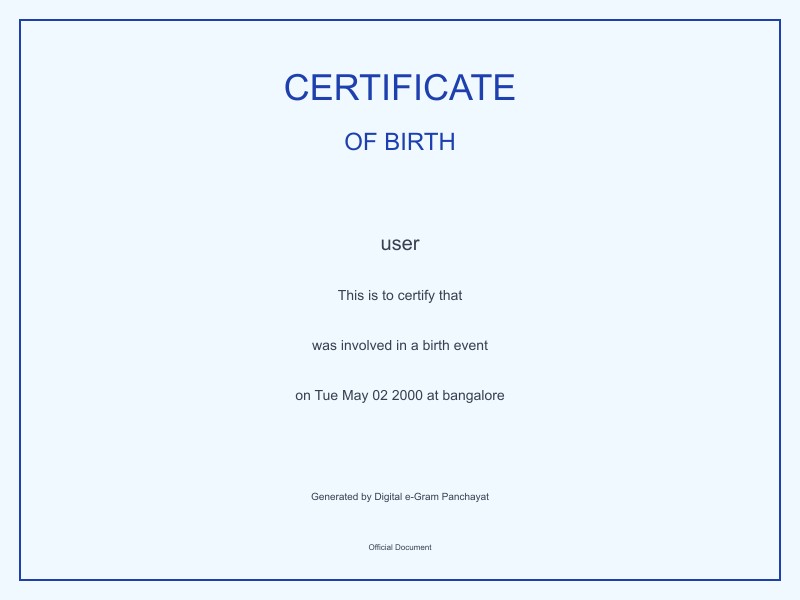 CERTIFICATE
OF BIRTH
user
This is to certify that
was involved in a birth event
on Tue May 02 2000 at bangalore
Generated by Digital e-Gram Panchayat
Official Document